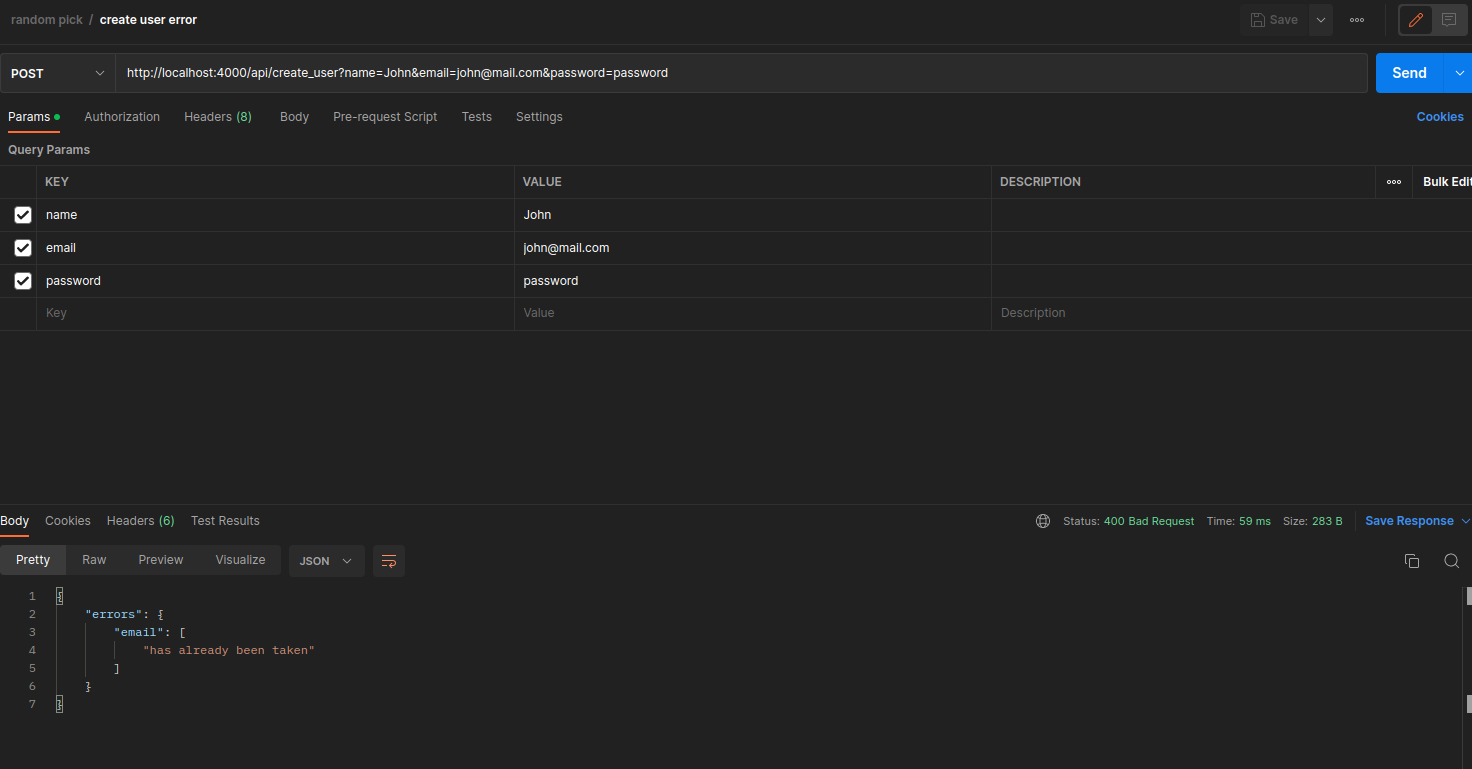 random pick / create user error
Save
POST
http://localhost:4000/api/create_user?name=John&email=john@mail.com&password=password
Send
Params
Authorization
Headers (8)
Body
Pre-request Script
Tests
Settings
Cookies
Query Params
KEY VALUE DESCRIPTION Bulk Edit
name John
email john@mail.com
password password
Key Value Description
Body
Cookies
Headers (6)
Test Results
Status: 400 Bad Request Time: 59 ms Size: 283 B
Save Response
Pretty
Raw
Preview
Visualize
JSON
1 {
2 "errors": {
3 "email": [
4 "has already been taken"
5 ]
6 }
7 }